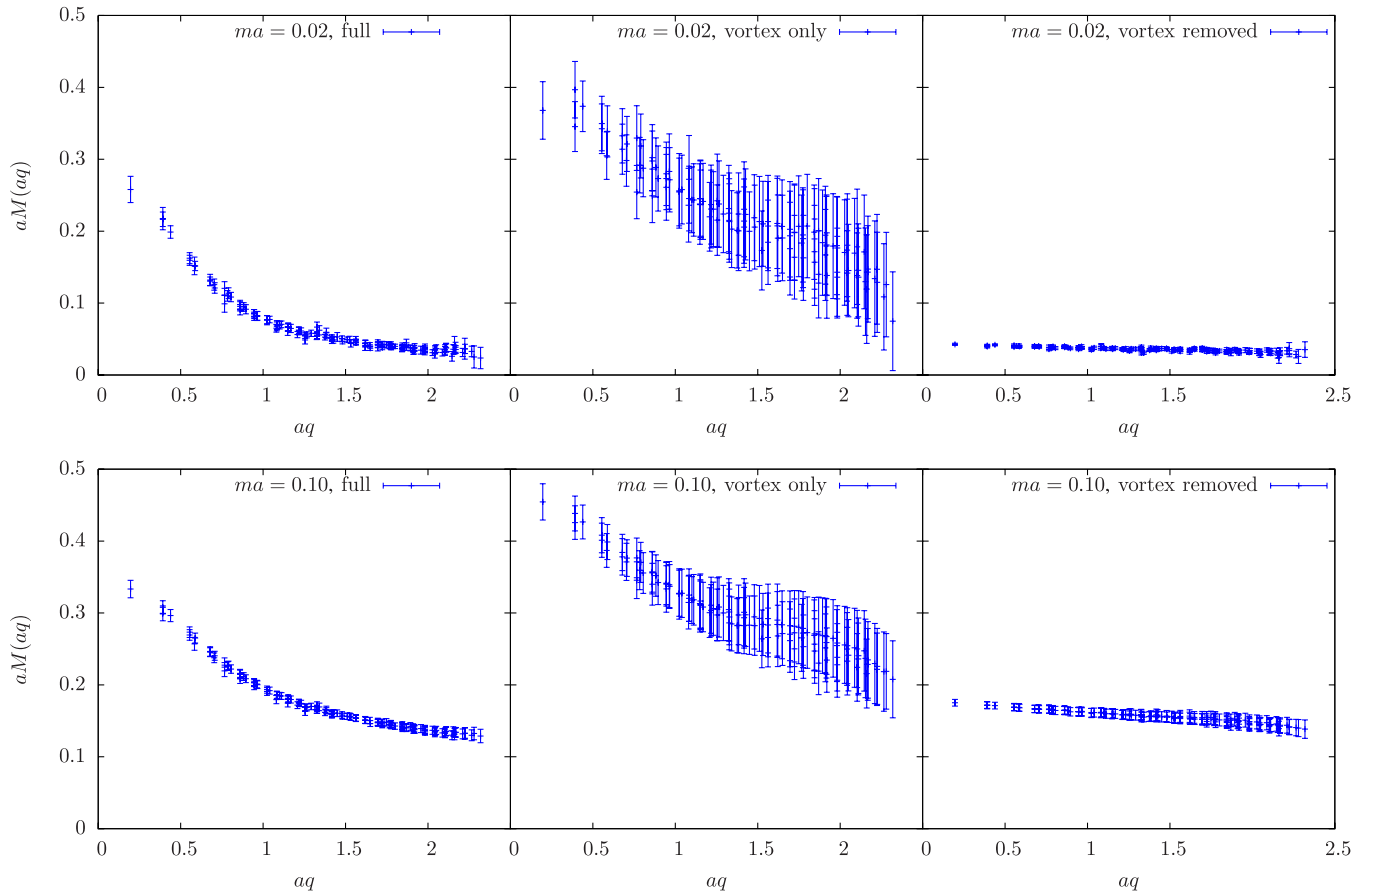 ma = 0.02, full
ma = 0.02, vortex only
ma = 0.02, vortex removed
0.5
0.4
0.3
0.2
0.1
0
aM(aq)
0 0.5 1 1.5 2
0 0.5 1 1.5 2
0 0.5 1 1.5 2 2.5
aq
aq
aq
ma = 0.10, full
ma = 0.10, vortex only
ma = 0.10, vortex removed
0.5
0.4
0.3
0.2
0.1
0
aM(aq)
0 0.5 1 1.5 2
0 0.5 1 1.5 2
0 0.5 1 1.5 2 2.5
aq
aq
aq